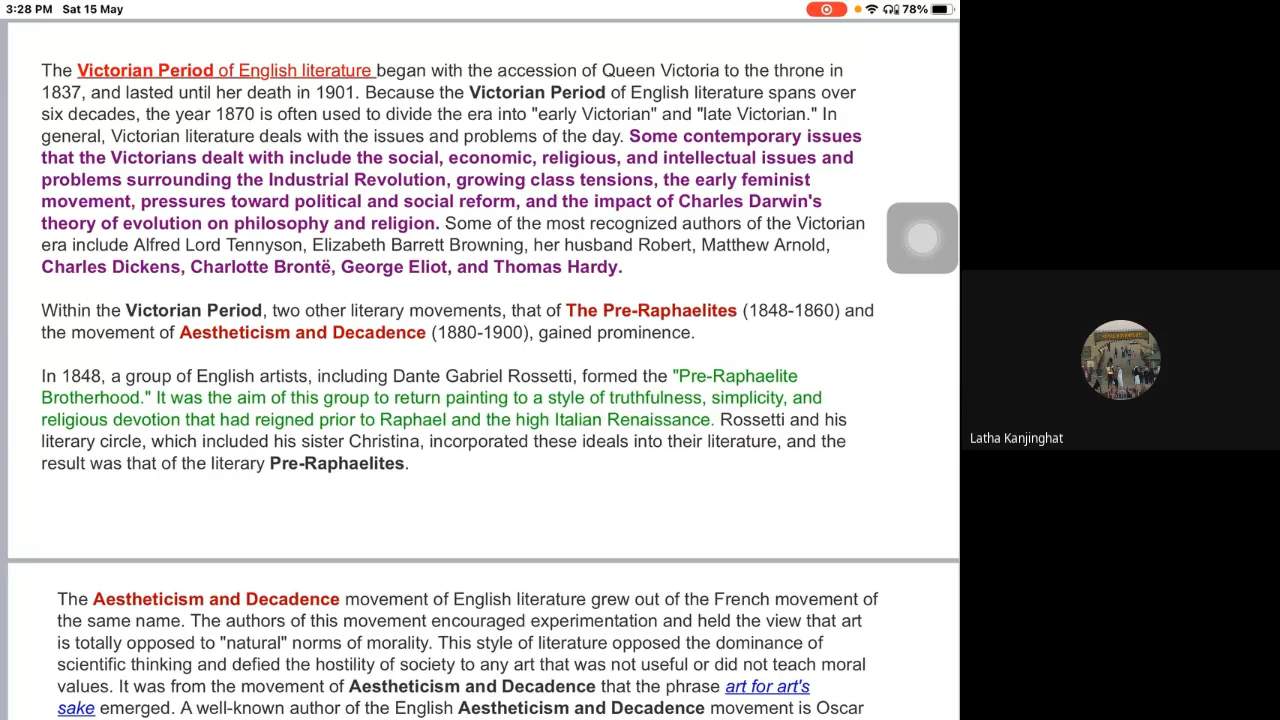 3:28 PM Sat 15 May
78%
The Victorian Period of English literature began with the accession of Queen Victoria to the throne in
1837, and lasted until her death in 1901. Because the Victorian Period of English literature spans over
six decades, the year 1870 is often used to divide the era into "early Victorian" and "late Victorian." In
general, Victorian literature deals with the issues and problems of the day. Some contemporary issues
that the Victorians dealt with include the social, economic, religious, and intellectual issues and
problems surrounding the Industrial Revolution, growing class tensions, the early feminist
movement, pressures toward political and social reform, and the impact of Charles Darwin's
theory of evolution on philosophy and religion. Some of the most recognized authors of the Victorian
era include Alfred Lord Tennyson, Elizabeth Barrett Browning, her husband Robert, Matthew Arnold,
Charles Dickens, Charlotte Brontë, George Eliot, and Thomas Hardy.
Within the Victorian Period, two other literary movements, that of The Pre-Raphaelites (1848-1860) and
the movement of Aestheticism and Decadence (1880-1900), gained prominence.
In 1848, a group of English artists, including Dante Gabriel Rossetti, formed the "Pre-Raphaelite
Brotherhood." It was the aim of this group to return painting to a style of truthfulness, simplicity, and
religious devotion that had reigned prior to Raphael and the high Italian Renaissance. Rossetti and his
literary circle, which included his sister Christina, incorporated these ideals into their literature, and the
result was that of the literary Pre-Raphaelites.
The Aestheticism and Decadence movement of English literature grew out of the French movement of
the same name. The authors of this movement encouraged experimentation and held the view that art
is totally opposed to "natural" norms of morality. This style of literature opposed the dominance of
scientific thinking and defied the hostility of society to any art that was not useful or did not teach moral
values. It was from the movement of Aestheticism and Decadence that the phrase art for art's
sake emerged. A well-known author of the English Aestheticism and Decadence movement is Oscar
Latha Kanjinghat